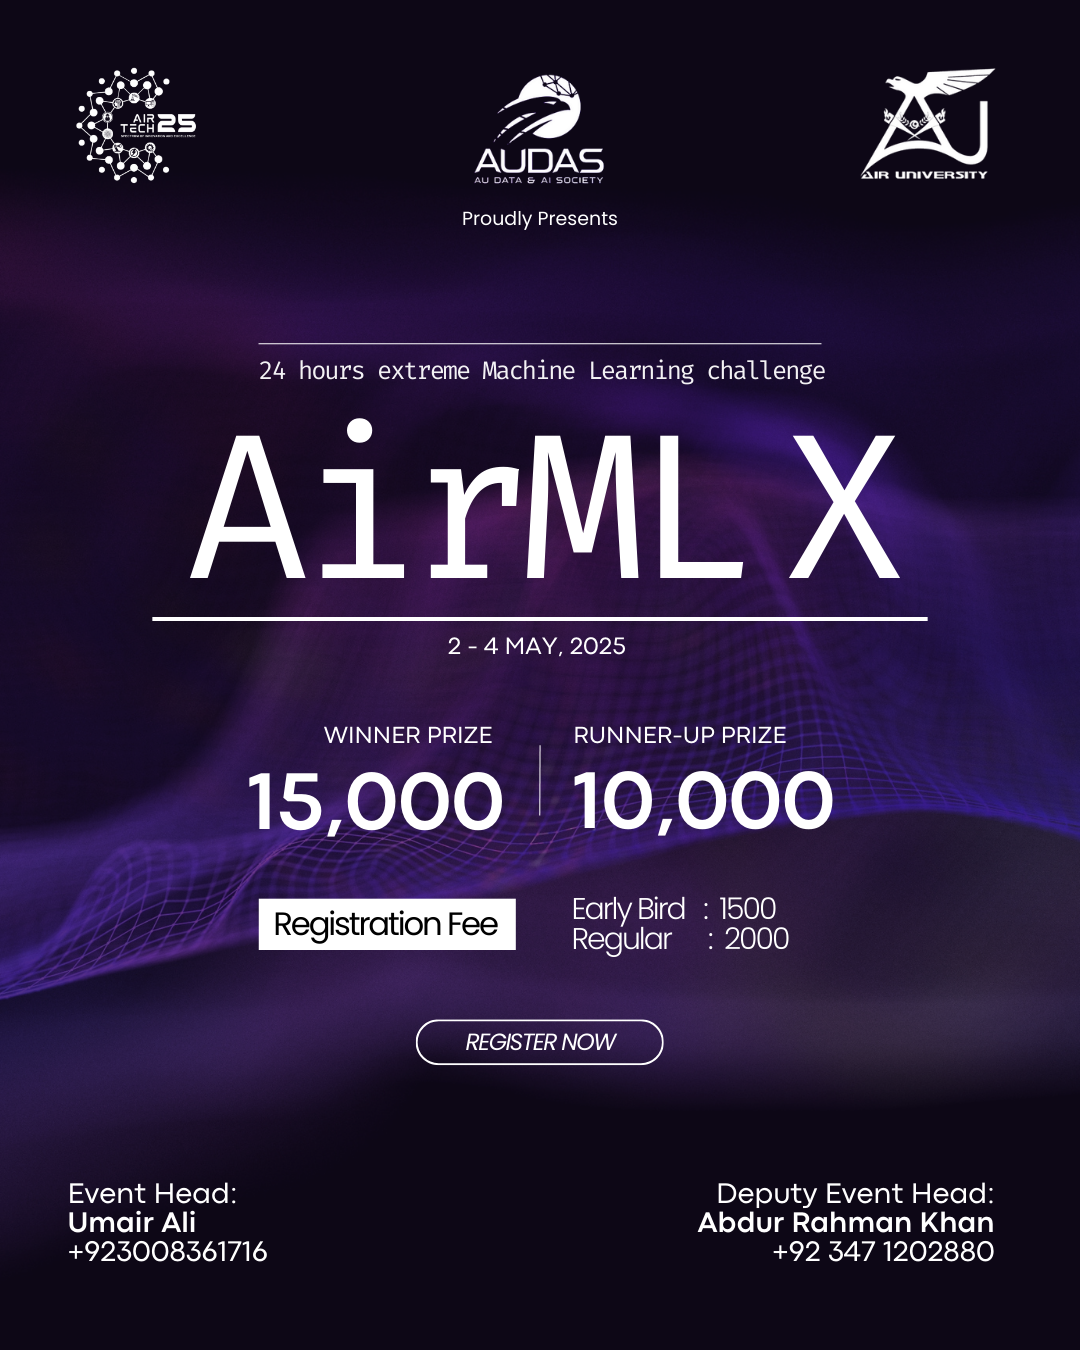 AIR
TECH 25
AUDAS
AU DATA & AI SOCIETY
AIR UNIVERSITY
Proudly Presents
24 hours extreme Machine Learning challenge
AirML X
2 - 4 MAY, 2025
WINNER PRIZE
15,000
RUNNER-UP PRIZE
10,000
Registration Fee
Early Bird : 1500
Regular : 2000
REGISTER NOW
Event Head:
Umair Ali
+923008361716
Deputy Event Head:
Abdur Rahman Khan
+92 347 1202880